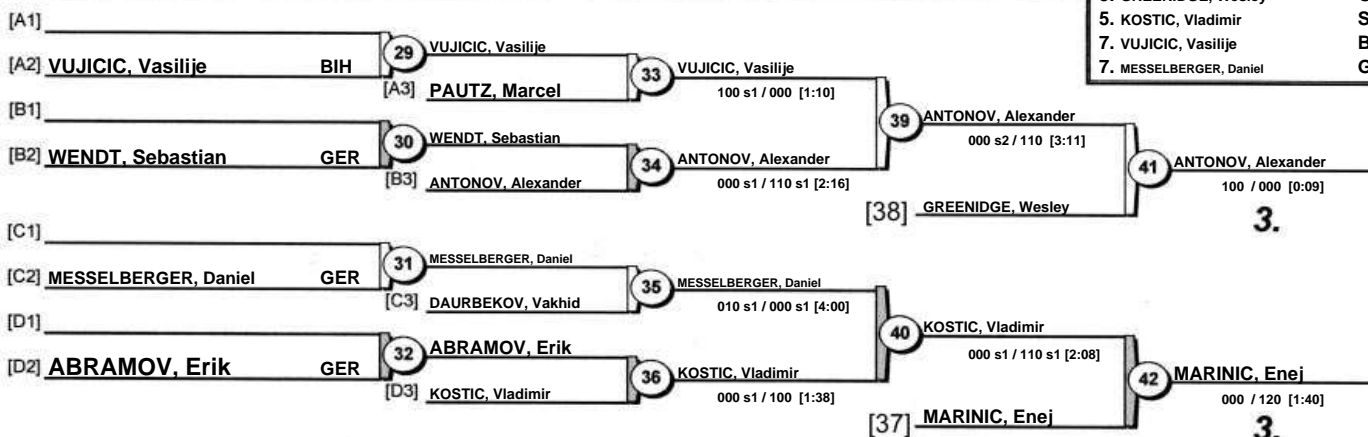 5. KOSTIC, Vladimir S
7. VUJICIC, Vasilije B
7. MESSELBERGER, Daniel G
[A1]
[A2] VUJICIC, Vasilije BIH
29 VUJICIC, Vasilije
[A3] PAUTZ, Marcel
33 VUJICIC, Vasilije
100 s1 / 000 [1:10]
[B1]
[B2] WENDT, Sebastian GER
30 WENDT, Sebastian
[B3] ANTONOV, Alexander
34 ANTONOV, Alexander
000 s1 / 110 s1 [2:16]
39 ANTONOV, Alexander
000 s2 / 110 [3:11]
[38] GREENIDGE, Wesley
41 ANTONOV, Alexander
100 / 000 [0:09]
3.
[C1]
[C2] MESSELBERGER, Daniel GER
31 MESSELBERGER, Daniel
[C3] DAURBEKOV, Vakhid
35 MESSELBERGER, Daniel
010 s1 / 000 s1 [4:00]
[D1]
[D2] ABRAMOV, Erik GER
32 ABRAMOV, Erik
[D3] KOSTIC, Vladimir
36 KOSTIC, Vladimir
000 s1 / 100 [1:38]
40 KOSTIC, Vladimir
000 s1 / 110 s1 [2:08]
[37] MARINIC, Enej
42 MARINIC, Enej
000 / 120 [1:40]
3.